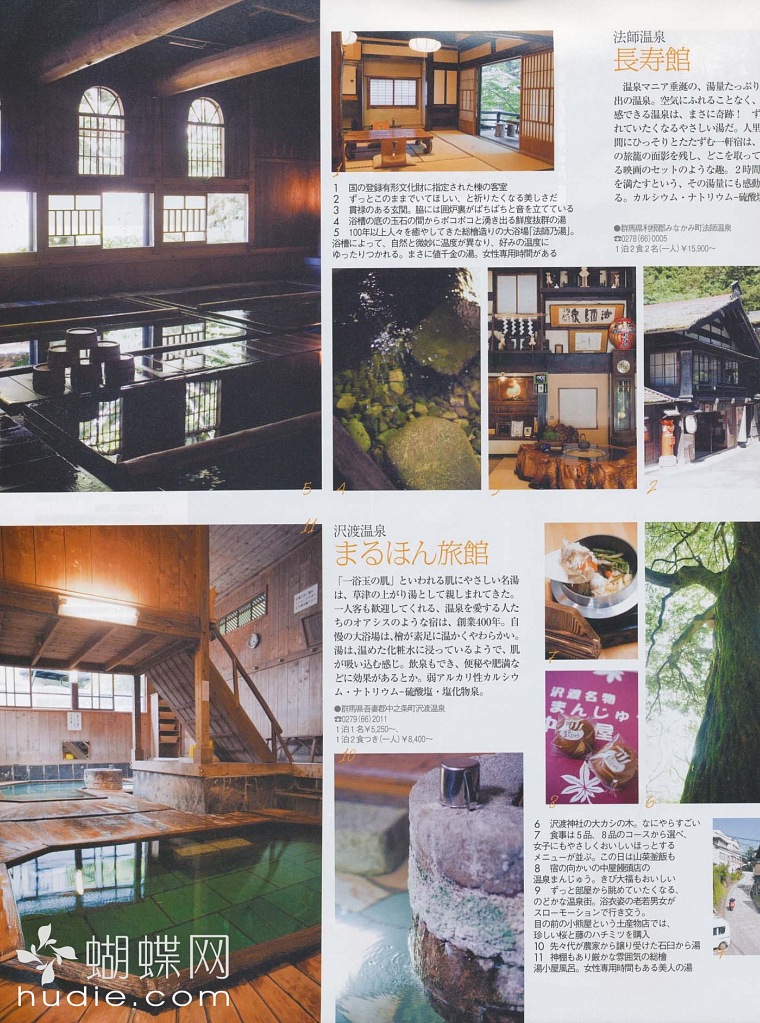 法師温泉
長寿館
温泉マニア垂涎の、湯量たっぷり
出の温泉。空気にふれることなく、
感できる温泉は、まさに奇跡！　ず
れていたくなるやさしい湯だ。人里
間にひっそりとたたずむ一軒宿は、
の旅籠の面影を残し、どこを取って
る映画のセットのような趣。2時間
を満たすという、その湯量にも感動
る。カルシウム・ナトリウム−硫酸塩
●群馬県利根郡みなかみ町法師温泉
☎0278(66)0005
1泊2食2名(一人)￥15,900〜
1　国の登録有形文化財に指定された棟の客室
2　ずっとこのままでいてほしい、と祈りたくなる美しさだ
3　貫禄のある玄関。脇には囲炉裏がぱちぱちと音を立てている
4　浴槽の底の玉石の間からポコポコと湧き出る鮮度抜群の湯
5　100年以上人々を癒やしてきた総檜造りの大浴場「法師乃湯」。
浴槽によって、自然と微妙に温度が異なり、好みの温度に
ゆったりつかれる。まさに値千金の湯。女性専用時間がある
5
4
3
2
11
沢渡温泉
まるほん旅館
「一浴玉の肌」といわれる肌にやさしい名湯
は、草津の上がり湯として親しまれてきた。
一人客も歓迎してくれる、温泉を愛する人た
ちのオアシスのような宿は、創業400年。自
慢の大浴場は、檜が素足に温かくやわらかい。
湯は、温めた化粧水に浸っているようで、肌
が吸い込む感じ。飲泉もでき、便秘や肥満な
どに効果があるとか。弱アルカリ性カルシウ
ム・ナトリウム−硫酸塩・塩化物泉。
●群馬県吾妻郡中之条町沢渡温泉
☎0279(66)2011
1泊1名￥5,250〜、
1泊2食つき(一人)￥8,400〜
10
7
沢渡名物
まんじゅう
8
6
6　沢渡神社の大カシの木。なにやらすごい
7　食事は5品、8品のコースから選べ、
女子にもやさしくおいしいほっとする
メニューが並ぶ。この日は山菜釜飯も
8　宿の向かいの中屋饅頭店の
温泉まんじゅう。きび大福もおいしい
9　ずっと部屋から眺めていたくなる、
のどかな温泉街。浴衣姿の老若男女が
スローモーションで行き交う。
目の前の小熊屋という土産物店では、
珍しい桜と藤のハチミツを購入
10　先々代が農家から譲り受けた石臼から湯
11　神棚もあり厳かな雰囲気の総檜
湯小屋風呂。女性専用時間もある美人の湯
9
蝴蝶网
hudie.com